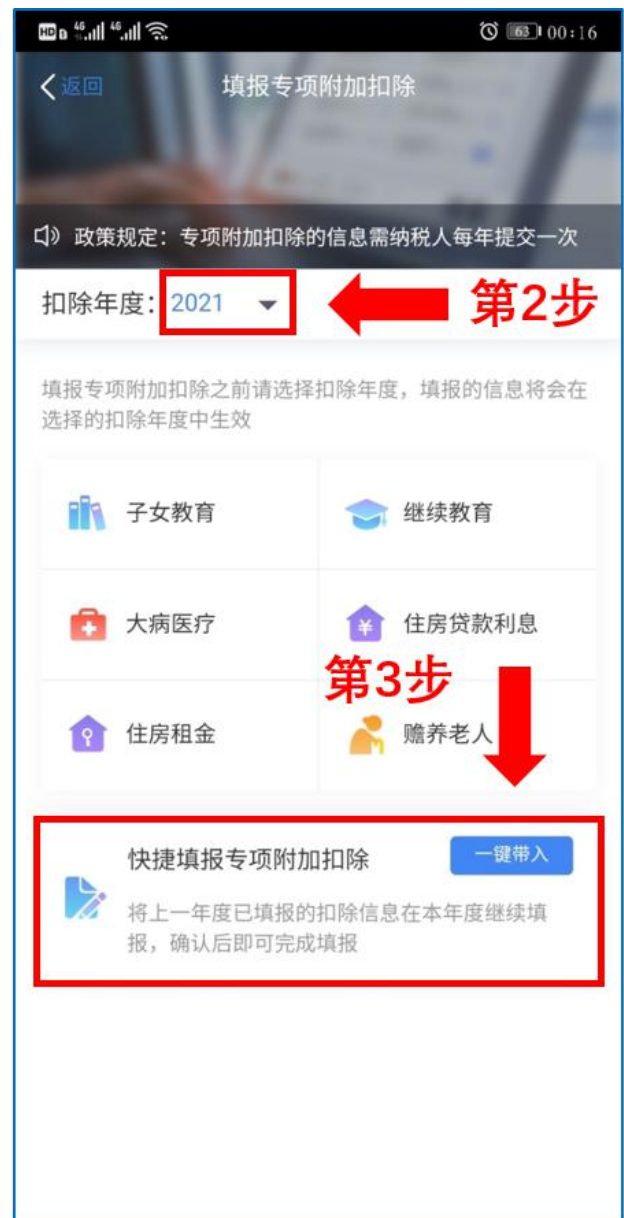 HD D 4G 4G 63 00:16
返回 填报专项附加扣除
政策规定：专项附加扣除的信息需纳税人每年提交一次
扣除年度：2021 第2步
填报专项附加扣除之前请选择扣除年度，填报的信息将会在
选择的扣除年度中生效
子女教育 继续教育
大病医疗 住房贷款利息
第3步
住房租金 赡养老人
快捷填报专项附加扣除 一键带入
将上一年度已填报的扣除信息在本年度继续填
报，确认后即可完成填报